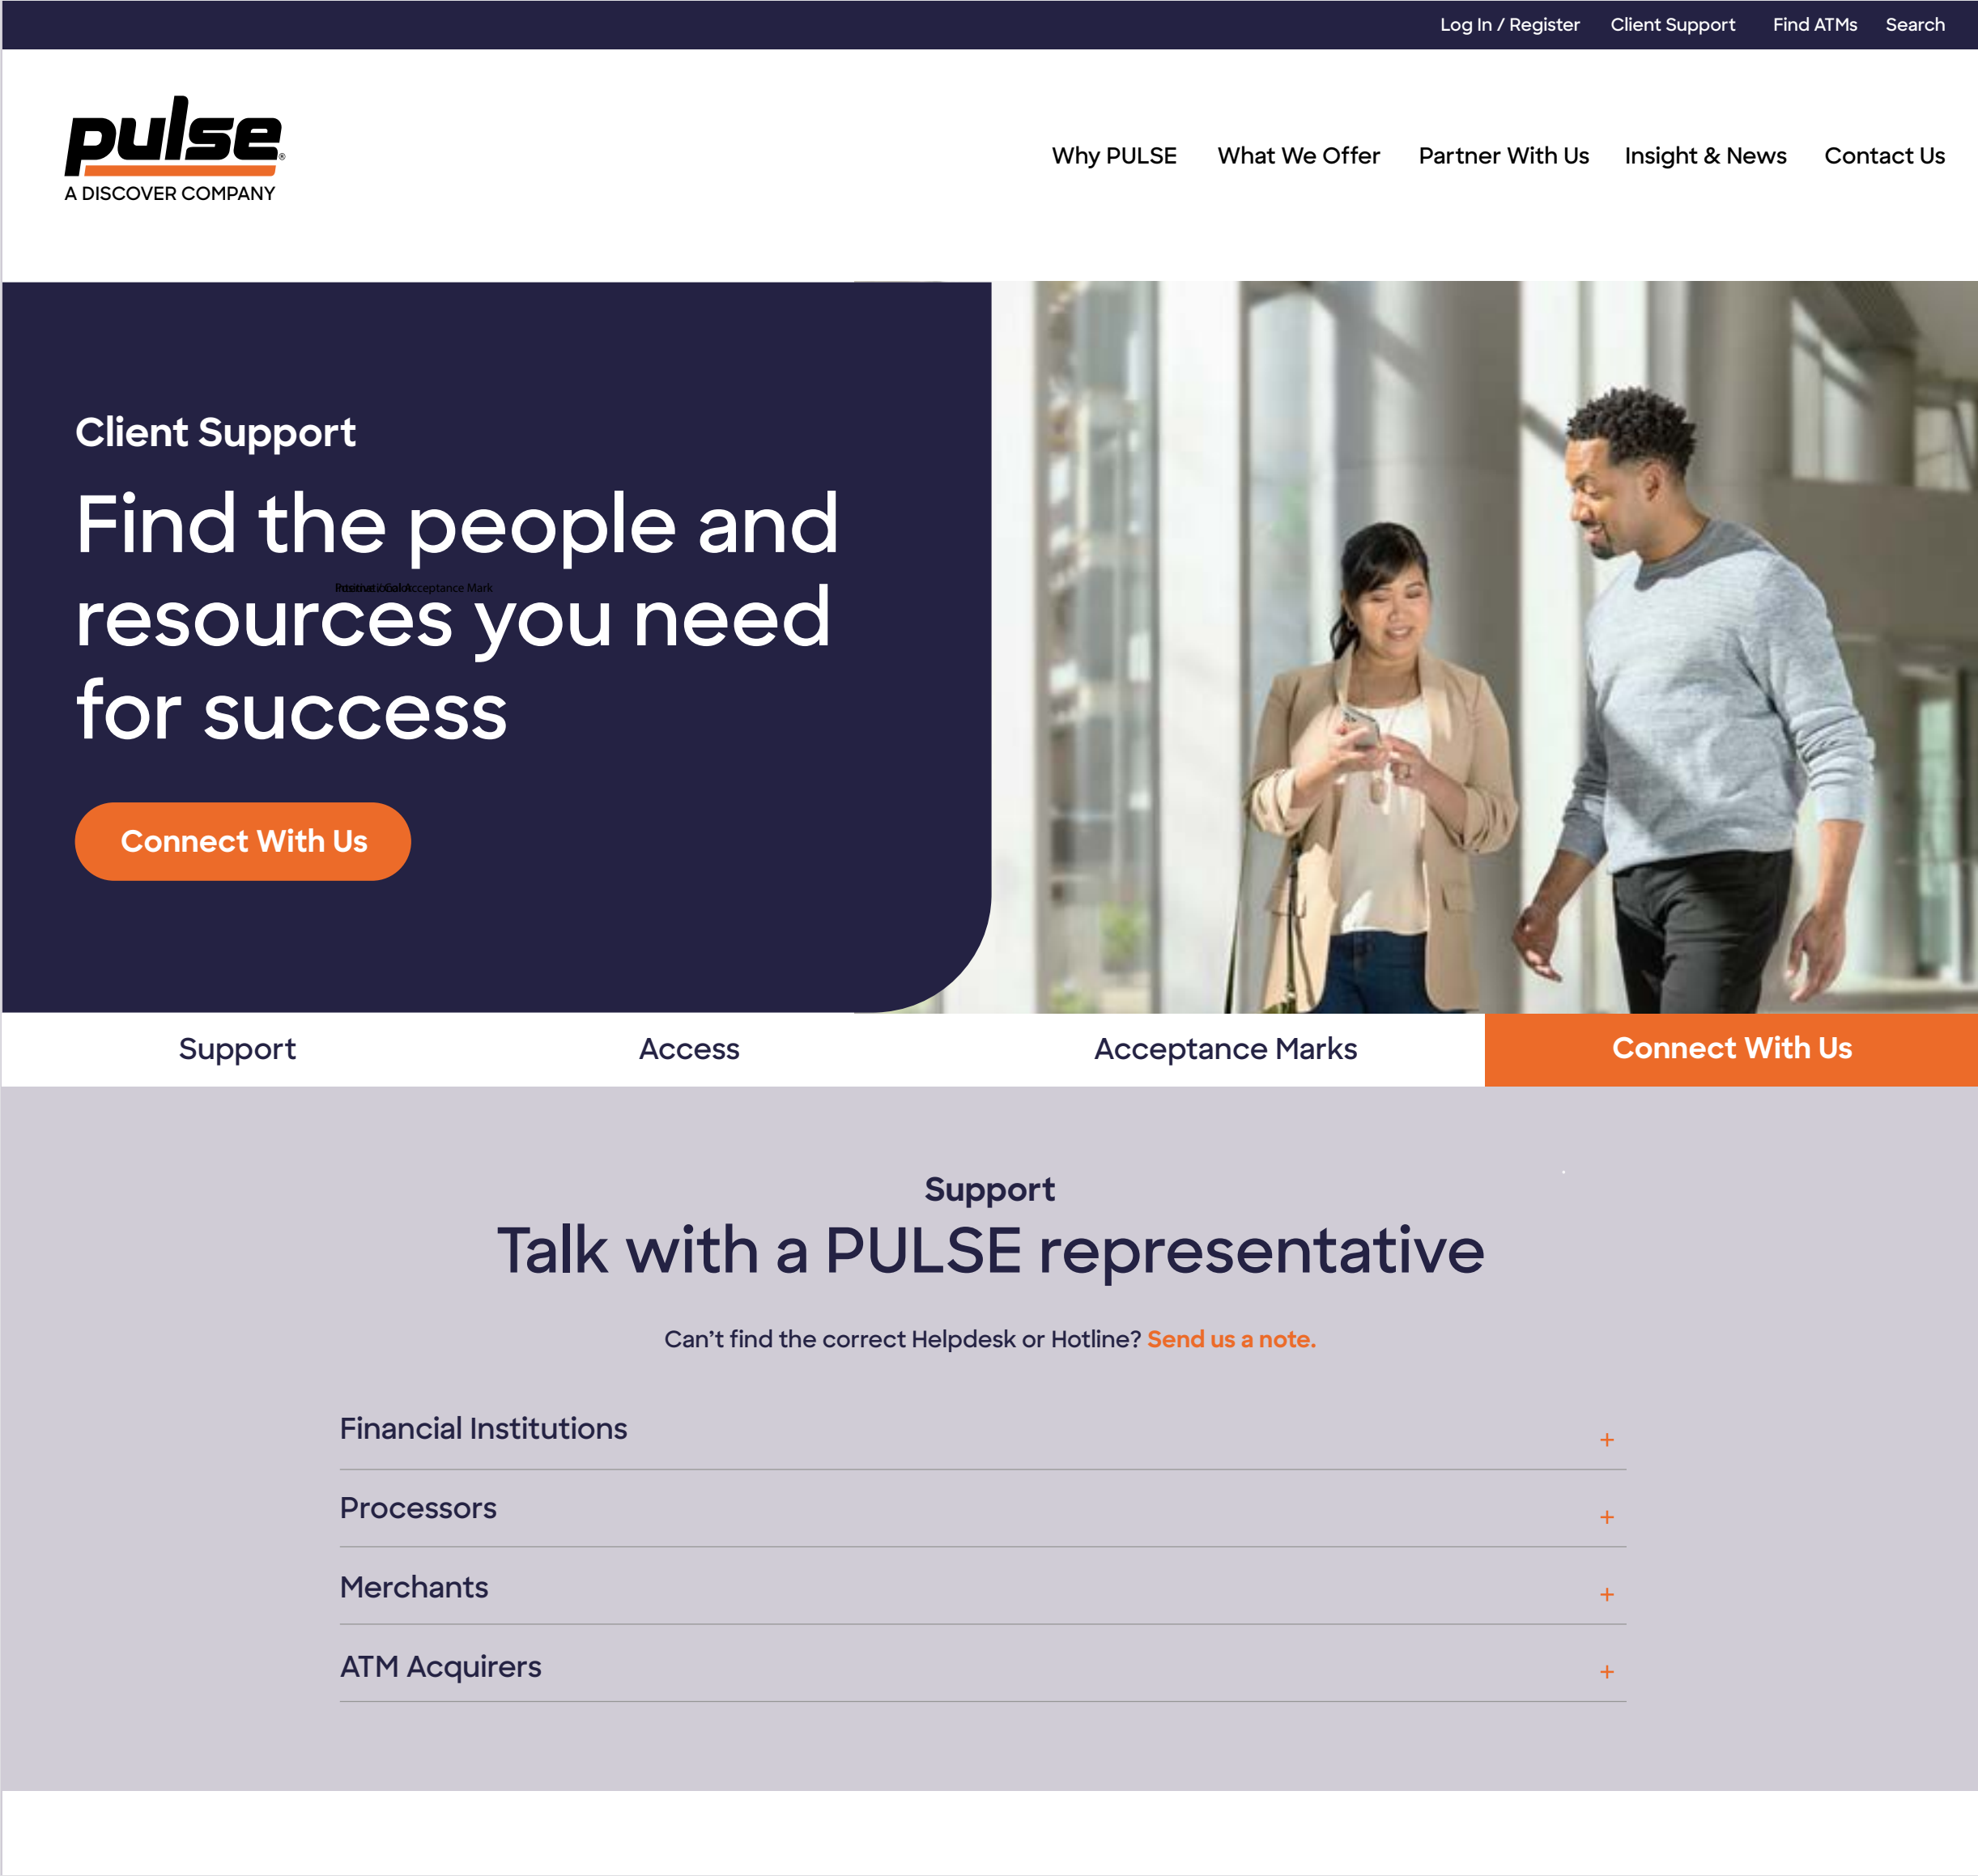 Log In / Register Client Support Find ATMs Search
pulse®
A DISCOVER COMPANY
Why PULSE What We Offer Partner With Us Insight & News Contact Us
Client Support
Find the people and
Acceptance Mark
resources you need
for success
Connect With Us
Support Access Acceptance Marks Connect With Us
Support
Talk with a PULSE representative
Can’t find the correct Helpdesk or Hotline? Send us a note.
Financial Institutions +
Processors +
Merchants +
ATM Acquirers +